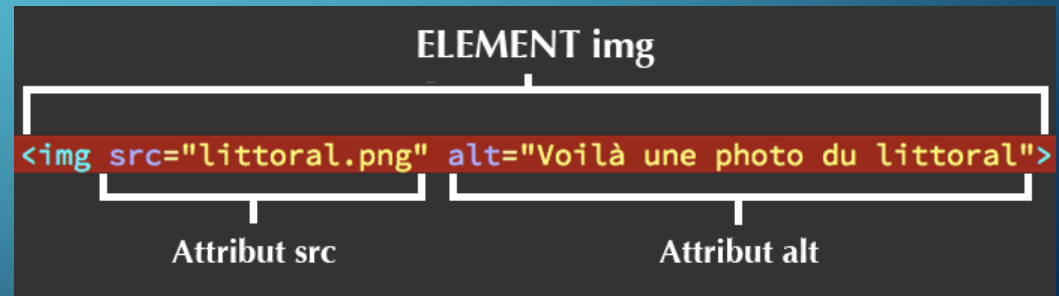 ELEMENT img
<img src="littoral.png" alt="Voilà une photo du littoral">
Attribut src
Attribut alt